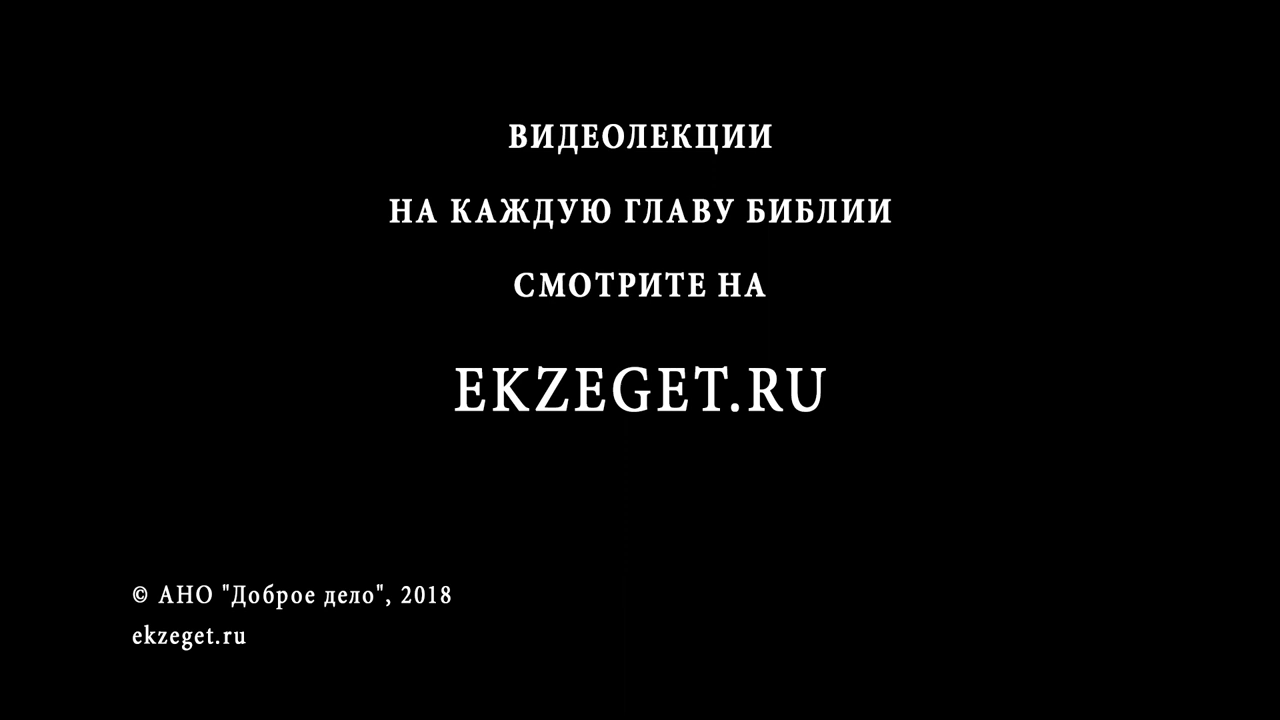 ВИДЕОЛЕКЦИИ
НА КАЖДУЮ ГЛАВУ БИБЛИИ
СМОТРИТЕ НА
EKZEGET.RU
© АНО "Доброе дело", 2018
ekzeget.ru